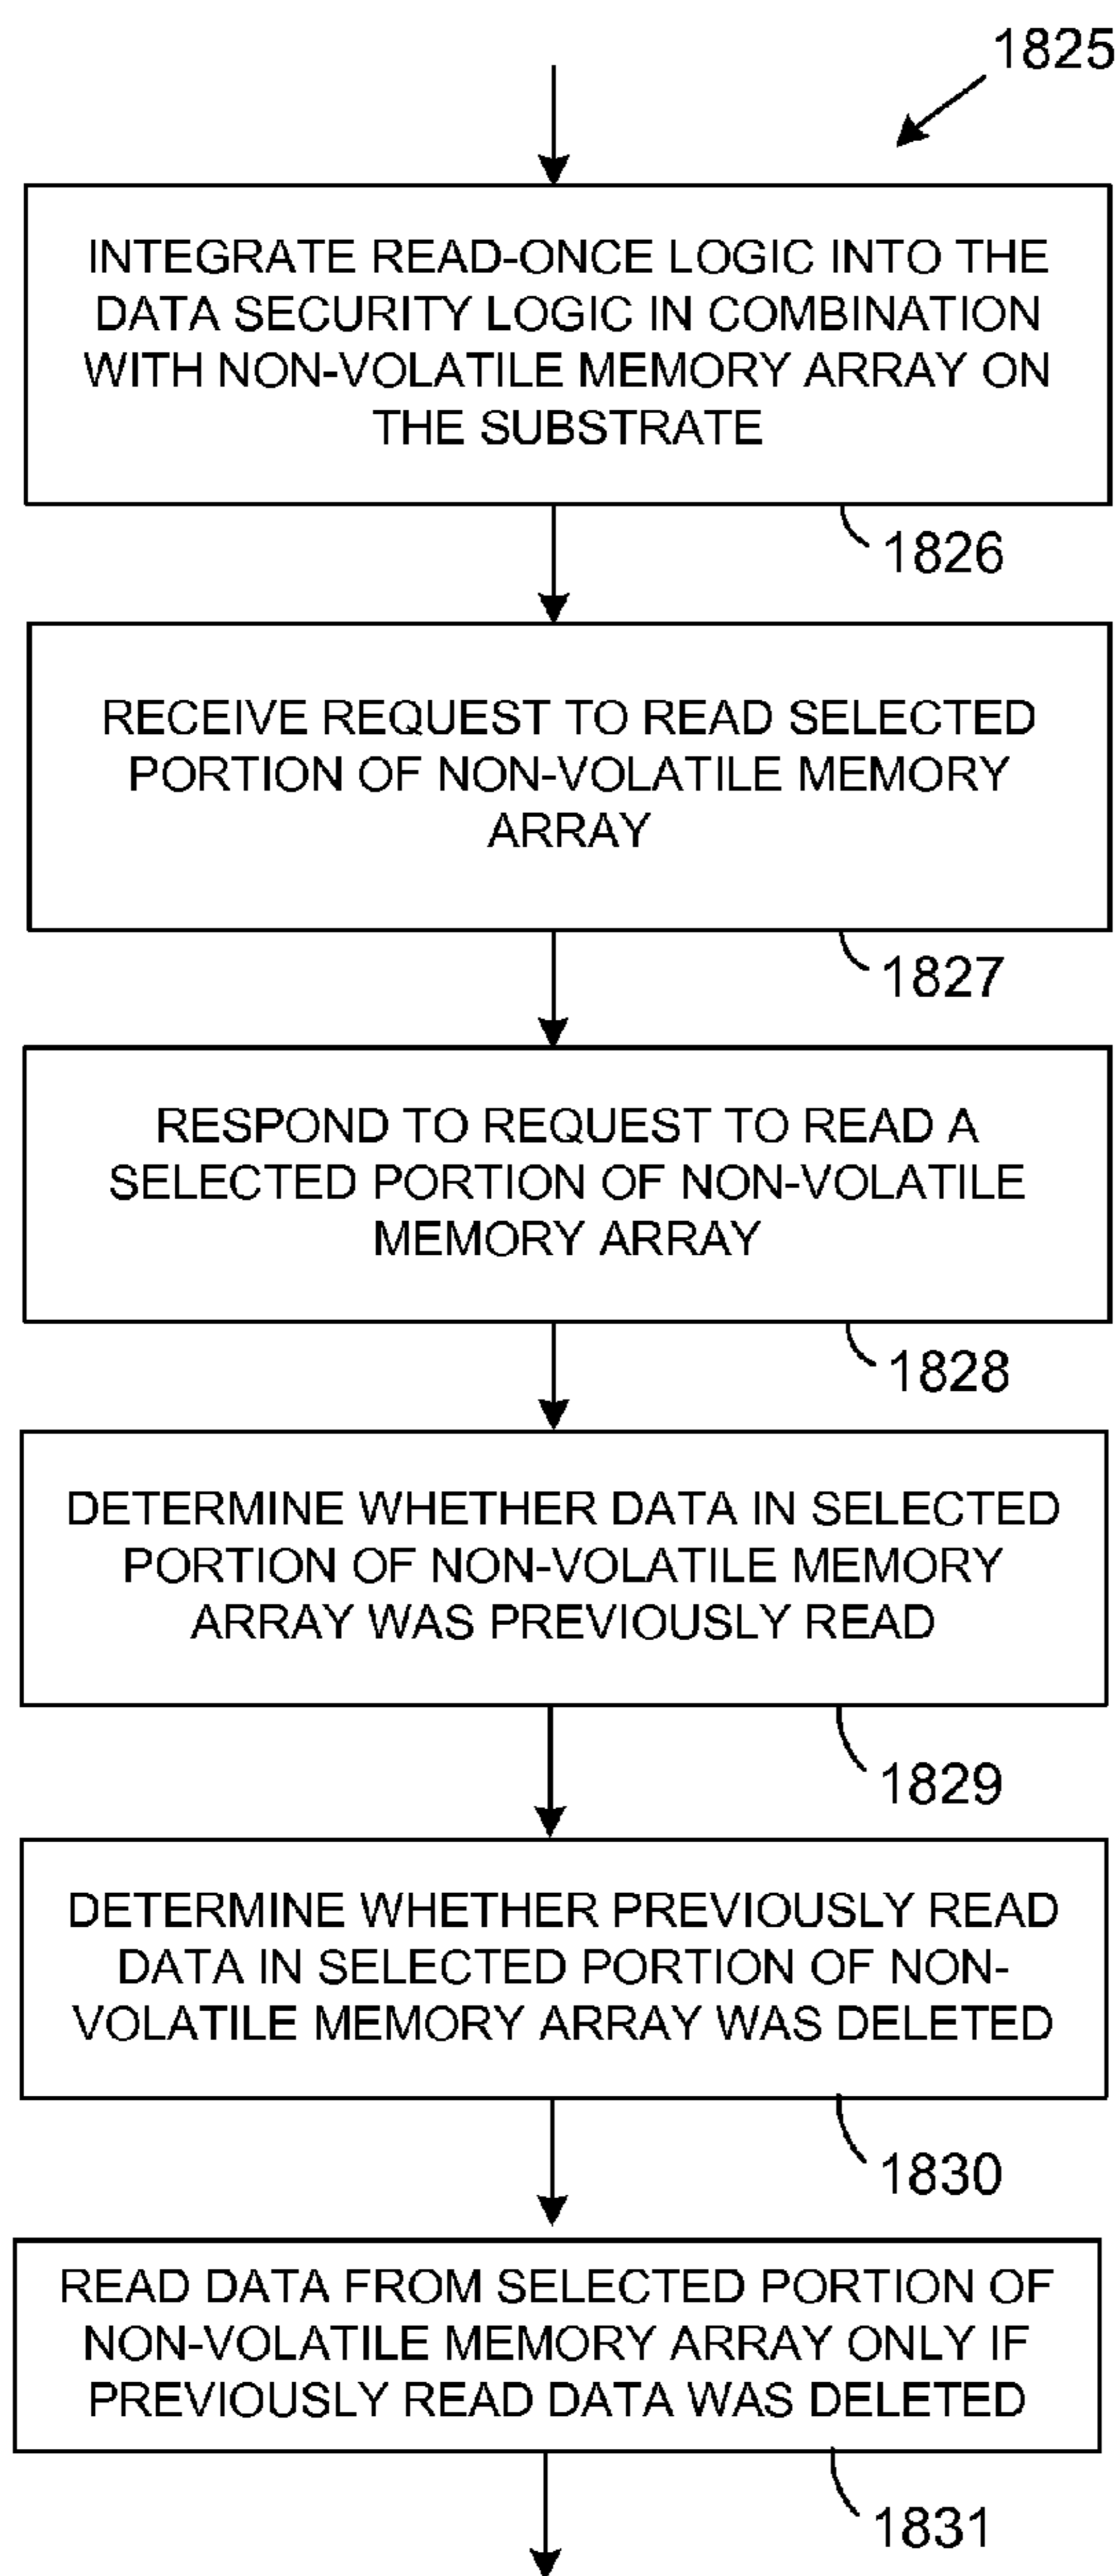 1825
INTEGRATE READ-ONCE LOGIC INTO THE
DATA SECURITY LOGIC IN COMBINATION
WITH NON-VOLATILE MEMORY ARRAY ON
THE SUBSTRATE
1826
RECEIVE REQUEST TO READ SELECTED
PORTION OF NON-VOLATILE MEMORY
ARRAY
1827
RESPOND TO REQUEST TO READ A
SELECTED PORTION OF NON-VOLATILE
MEMORY ARRAY
1828
DETERMINE WHETHER DATA IN SELECTED
PORTION OF NON-VOLATILE MEMORY
ARRAY WAS PREVIOUSLY READ
1829
DETERMINE WHETHER PREVIOUSLY READ
DATA IN SELECTED PORTION OF NON-
VOLATILE MEMORY ARRAY WAS DELETED
1830
READ DATA FROM SELECTED PORTION OF
NON-VOLATILE MEMORY ARRAY ONLY IF
PREVIOUSLY READ DATA WAS DELETED
1831